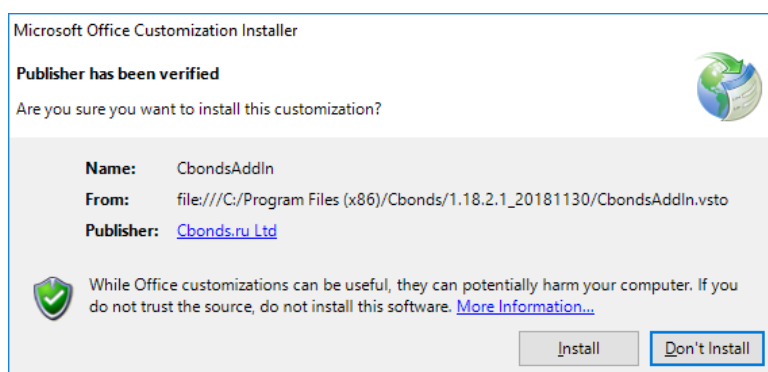 Microsoft Office Customization Installer
Publisher has been verified
Are you sure you want to install this customization?
Name: CbondsAddIn
From: file:///C:/Program Files (x86)/Cbonds/1.18.2.1_20181130/CbondsAddIn.vsto
Publisher: Cbonds.ru Ltd
While Office customizations can be useful, they can potentially harm your computer. If you
do not trust the source, do not install this software. More Information...
Install Don't Install